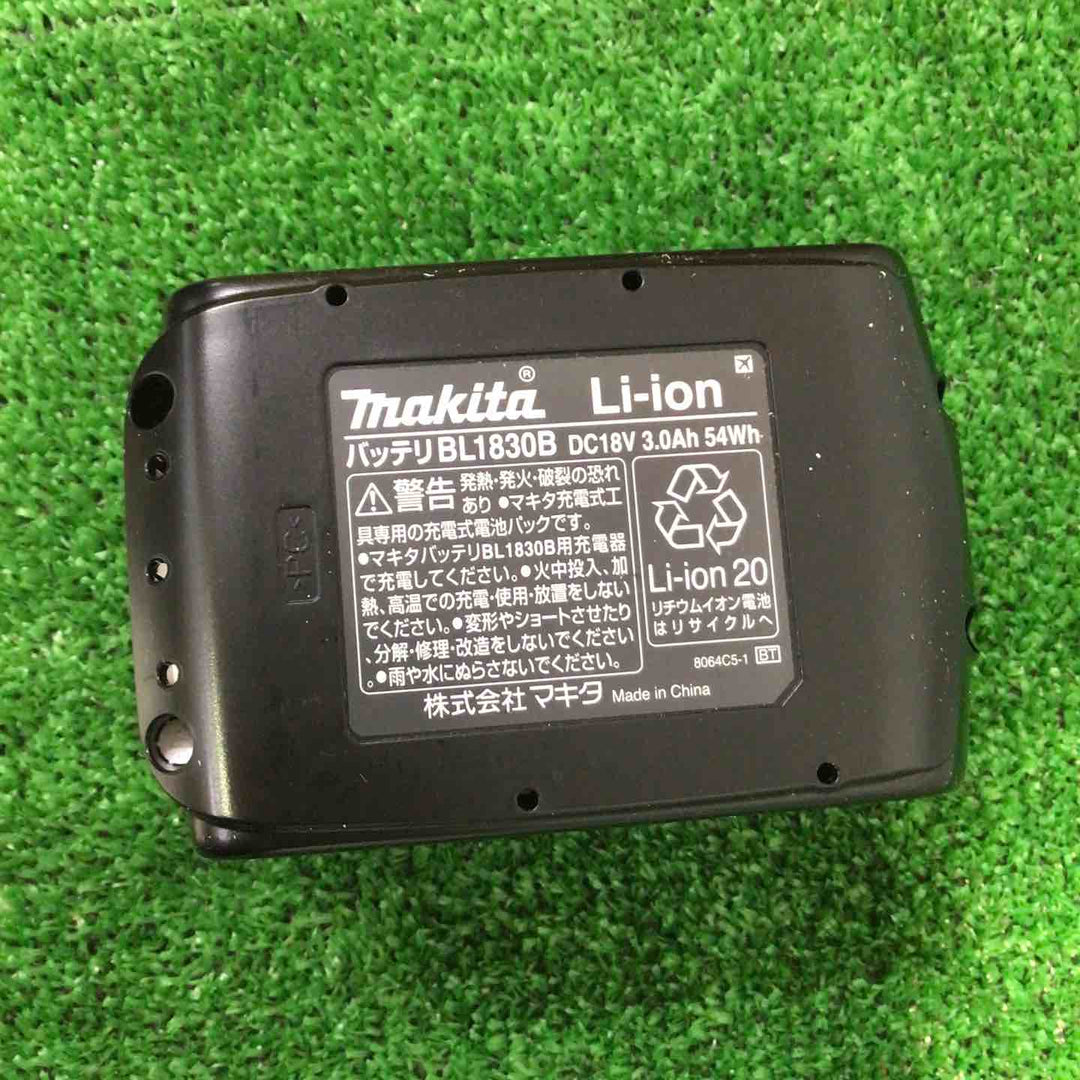 makita® Li-ion
バッテリ BL1830B DC18V 3.0Ah 54Wh
警告 発熱・発火・破裂の恐れ
あり ●マキタ充電式工
具専用の充電式電池パックです。
●マキタバッテリBL1830B用充電器
で充電してください。●火中投入、加
熱、高温での充電・使用・放置をしない
でください。●変形やショートさせたり
、分解・修理・改造をしないでください
。●雨や水にぬらさないでください。
Li-ion 20
リチウムイオン電池
はリサイクルへ
8064C5-1 BT
株式会社 マキタ Made in China
>PC<